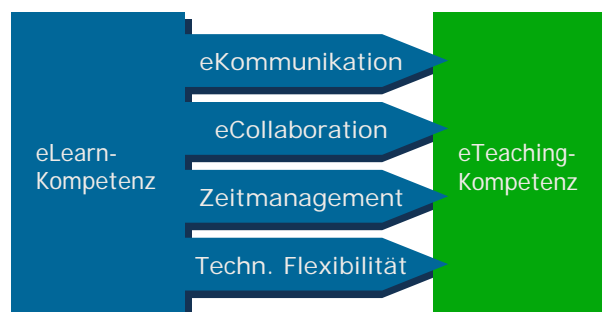 eLearn-
Kompetenz
eKommunikation
eCollaboration
Zeitmanagement
Techn. Flexibilität
eTeaching-
Kompetenz